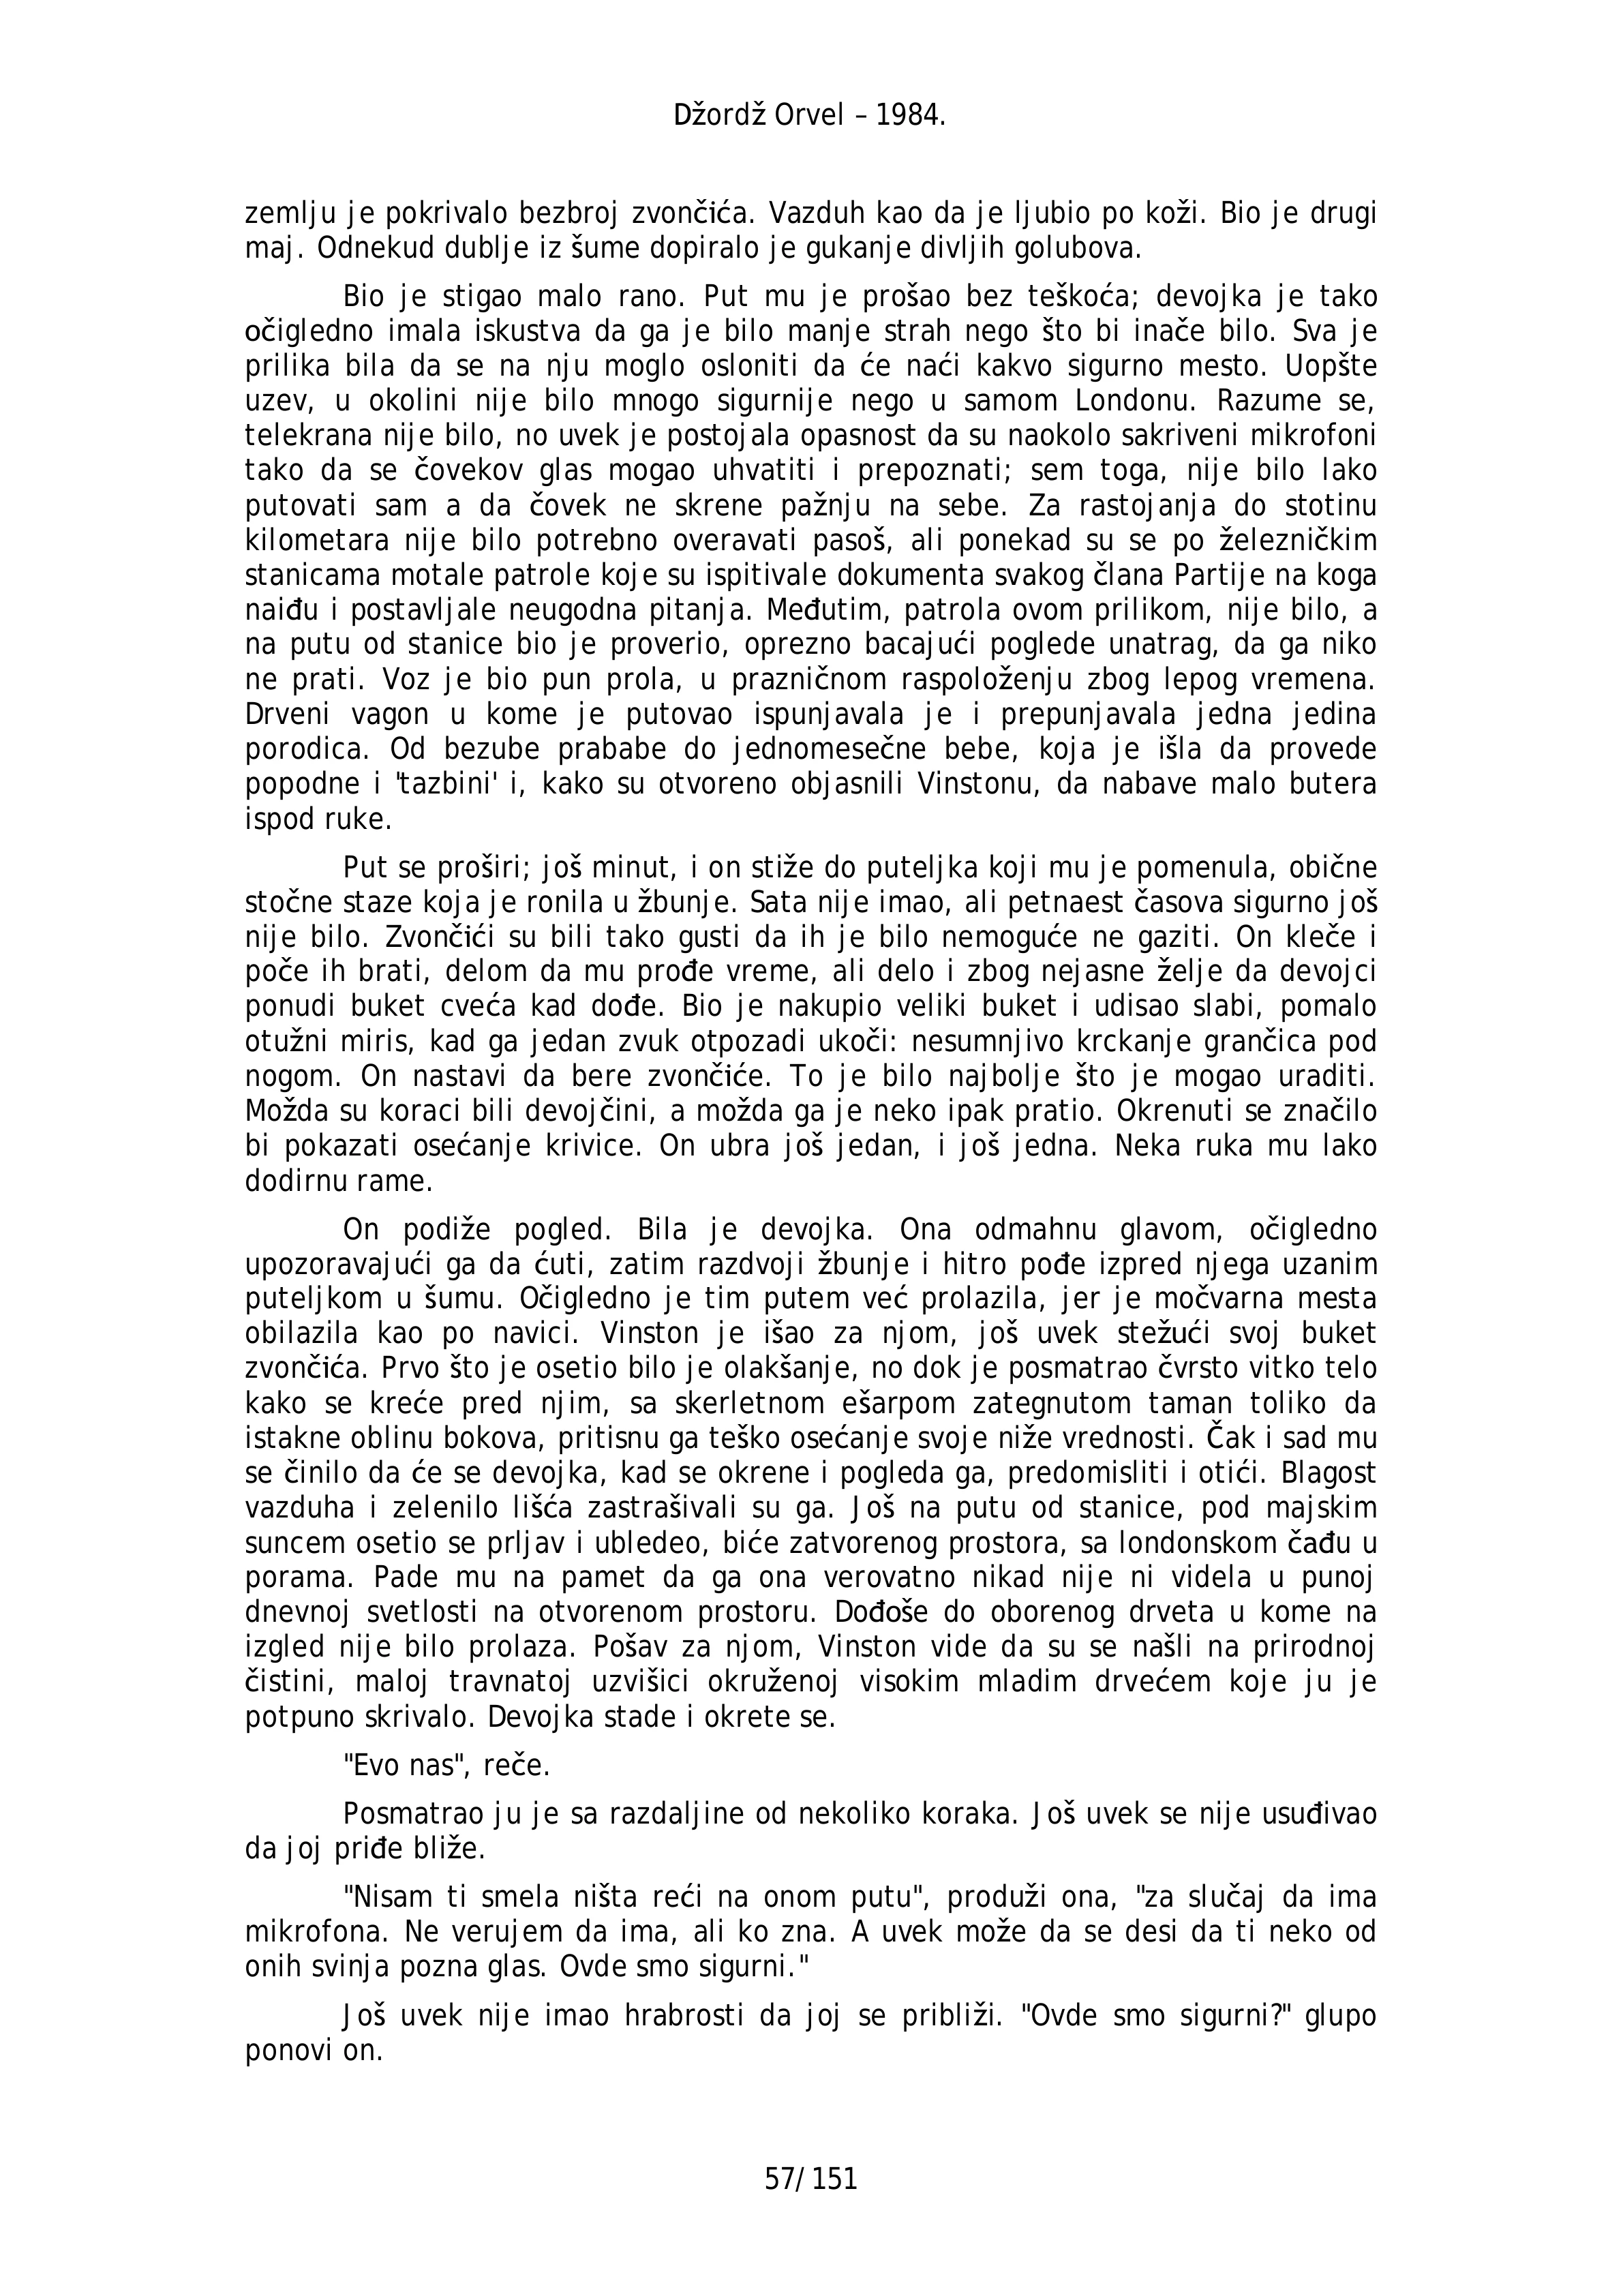 Džordž Orvel – 1984.
zemlju je pokrivalo bezbroj zvončića. Vazduh kao da je ljubio po koži. Bio je drugi
maj. Odnekud dublje iz šume dopiralo je gukanje divljih golubova.
Bio je stigao malo rano. Put mu je prošao bez teškoća; devojka je tako
očigledno imala iskustva da ga je bilo manje strah nego što bi inače bilo. Sva je
prilika bila da se na nju moglo osloniti da će naći kakvo sigurno mesto. Uopšte
uzev, u okolini nije bilo mnogo sigurnije nego u samom Londonu. Razume se,
telekrana nije bilo, no uvek je postojala opasnost da su naokolo sakriveni mikrofoni
tako da se čovekov glas mogao uhvatiti i prepoznati; sem toga, nije bilo lako
putovati sam a da čovek ne skrene pažnju na sebe. Za rastojanja do stotinu
kilometara nije bilo potrebno overavati pasoš, ali ponekad su se po železničkim
stanicama motale patrole koje su ispitivale dokumenta svakog člana Partije na koga
naiđu i postavljale neugodna pitanja. Međutim, patrola ovom prilikom, nije bilo, a
na putu od stanice bio je proverio, oprezno bacajući poglede unatrag, da ga niko
ne prati. Voz je bio pun prola, u prazničnom raspoloženju zbog lepog vremena.
Drveni vagon u kome je putovao ispunjavala je i prepunjavala jedna jedina
porodica. Od bezube prababe do jednomesečne bebe, koja je išla da provede
popodne i 'tazbini' i, kako su otvoreno objasnili Vinstonu, da nabave malo butera
ispod ruke.
Put se proširi; još minut, i on stiže do puteljka koji mu je pomenula, obične
stočne staze koja je ronila u žbunje. Sata nije imao, ali petnaest časova sigurno još
nije bilo. Zvončići su bili tako gusti da ih je bilo nemoguće ne gaziti. On kleče i
poče ih brati, delom da mu prođe vreme, ali delo i zbog nejasne želje da devojci
ponudi buket cveća kad dođe. Bio je nakupio veliki buket i udisao slabi, pomalo
otužni miris, kad ga jedan zvuk otpozadi ukoči: nesumnjivo krckanje grančica pod
nogom. On nastavi da bere zvončiće. To je bilo najbolje što je mogao uraditi.
Možda su koraci bili devojčini, a možda ga je neko ipak pratio. Okrenuti se značilo
bi pokazati osećanje krivice. On ubra još jedan, i još jedna. Neka ruka mu lako
dodirnu rame.
On podiže pogled. Bila je devojka. Ona odmahnu glavom, očigledno
upozoravajući ga da ćuti, zatim razdvoji žbunje i hitro pođe izpred njega uzanim
puteljkom u šumu. Očigledno je tim putem već prolazila, jer je močvarna mesta
obilazila kao po navici. Vinston je išao za njom, još uvek stežući svoj buket
zvončića. Prvo što je osetio bilo je olakšanje, no dok je posmatrao čvrsto vitko telo
kako se kreće pred njim, sa skerletnom ešarpom zategnutom taman toliko da
istakne oblinu bokova, pritisnu ga teško osećanje svoje niže vrednosti. Čak i sad mu
se činilo da će se devojka, kad se okrene i pogleda ga, predomisliti i otići. Blagost
vazduha i zelenilo lišća zastrašivali su ga. Još na putu od stanice, pod majskim
suncem osetio se prljav i ubledeo, biće zatvorenog prostora, sa londonskom čađu u
porama. Pade mu na pamet da ga ona verovatno nikad nije ni videla u punoj
dnevnoj svetlosti na otvorenom prostoru. Dođoše do oborenog drveta u kome na
izgled nije bilo prolaza. Pošav za njom, Vinston vide da su se našli na prirodnoj
čistini, maloj travnatoj uzvišici okruženoj visokim mladim drvećem koje ju je
potpuno skrivalo. Devojka stade i okrete se.
"Evo nas", reče.
Posmatrao ju je sa razdaljine od nekoliko koraka. Još uvek se nije usuđivao
da joj priđe bliže.
"Nisam ti smela ništa reći na onom putu", produži ona, "za slučaj da ima
mikrofona. Ne verujem da ima, ali ko zna. A uvek može da se desi da ti neko od
onih svinja pozna glas. Ovde smo sigurni."
Još uvek nije imao hrabrosti da joj se približi. "Ovde smo sigurni?" glupo
ponovi on.
57/ 151